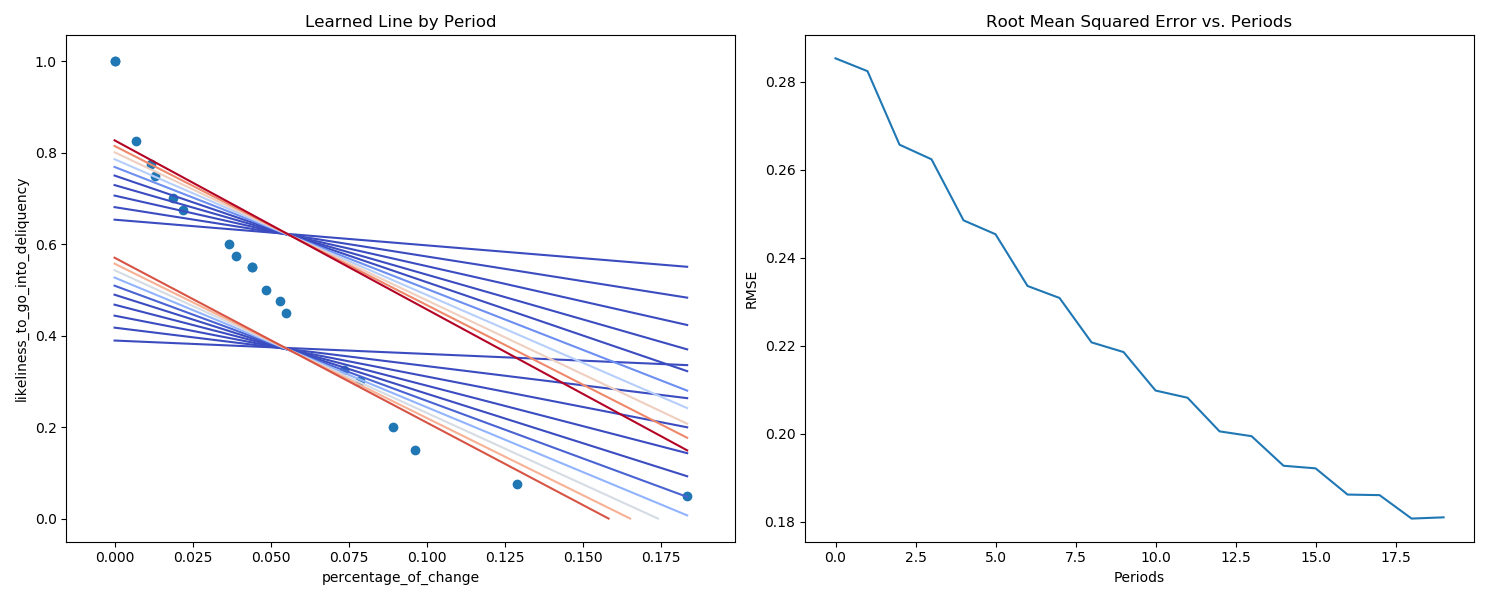 Learned Line by Period
likeliness_to_go_into_deliquency
1.0
0.8
0.6
0.4
0.2
0.0
0.000 0.025 0.050 0.075 0.100 0.125 0.150 0.175
percentage_of_change
Root Mean Squared Error vs. Periods
RMSE
0.28
0.26
0.24
0.22
0.20
0.18
0.0 2.5 5.0 7.5 10.0 12.5 15.0 17.5
Periods